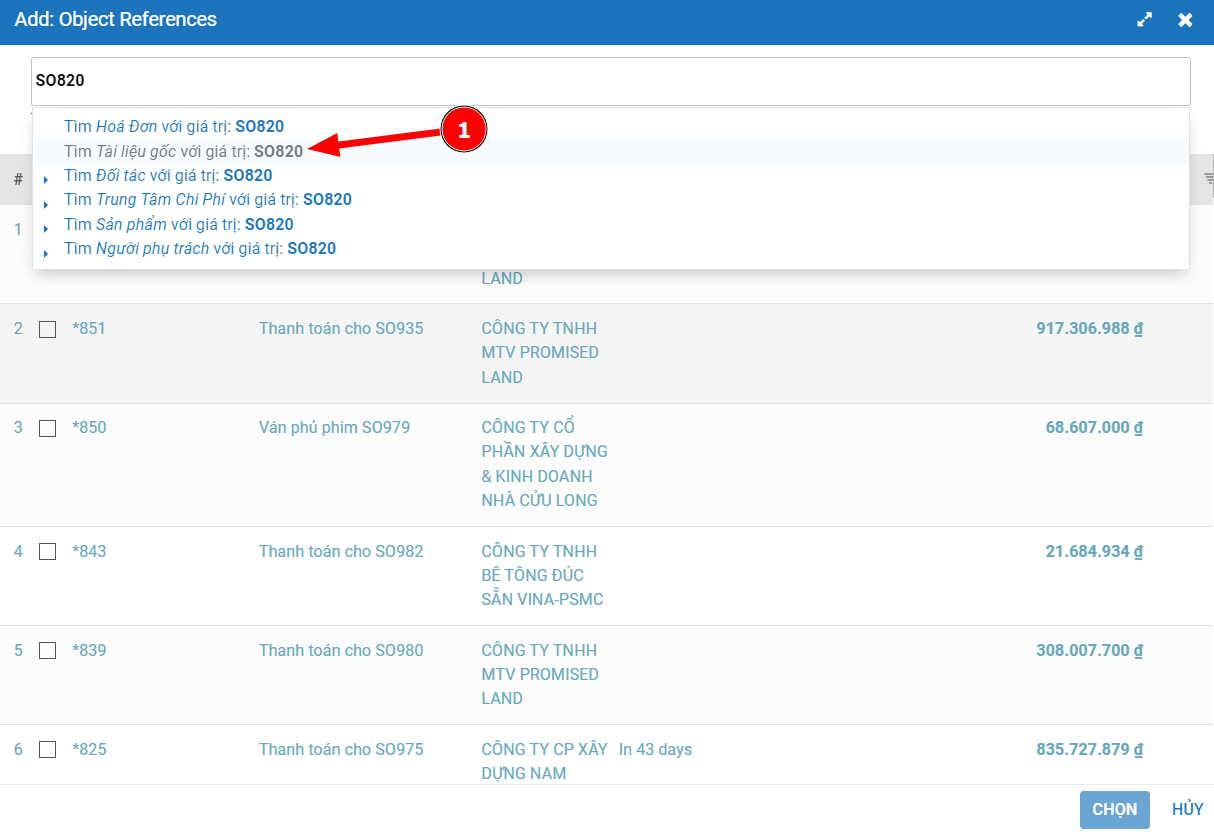 Add: Object References
SO820
Tìm Hoá Đơn với giá trị: SO820
1
Tìm Tài liệu gốc với giá trị: SO820
Tìm Đối tác với giá trị: SO820
#
Tìm Trung Tâm Chi Phí với giá trị: SO820
Tìm Sản phẩm với giá trị: SO820
1
Tìm Người phụ trách với giá trị: SO820
LAND
2 *851 Thanh toán cho SO935 CÔNG TY TNHH 917.306.988 ₫
MTV PROMISED
LAND
3 *850 Ván phủ phim SO979 CÔNG TY CỔ 68.607.000 ₫
PHẦN XÂY DỰNG
& KINH DOANH
NHÀ CỬU LONG
4 *843 Thanh toán cho SO982 CÔNG TY TNHH 21.684.934 ₫
BÊ TÔNG ĐÚC
SẴN VINA-PSMC
5 *839 Thanh toán cho SO980 CÔNG TY TNHH 308.007.700 ₫
MTV PROMISED
LAND
6 *825 Thanh toán cho SO975 CÔNG TY CP XÂY In 43 days 835.727.879 ₫
DỰNG NAM
CHỌN HỦY